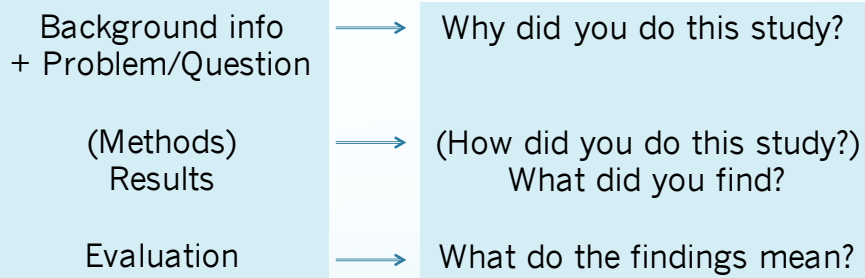 Background info
+ Problem/Question
Why did you do this study?
(Methods)
Results
(How did you do this study?)
What did you find?
Evaluation
What do the findings mean?